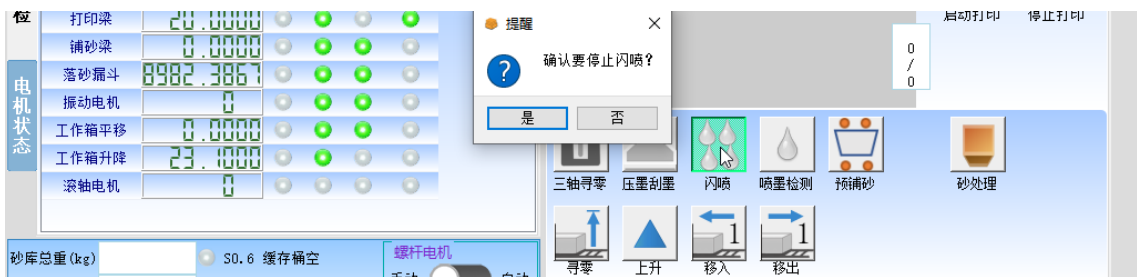 检
打印梁 20.0000
铺砂梁 0.0000
落砂漏斗 8982.3867
振动电机 0
工作箱平移 0.0000
工作箱升降 23.1000
滚轴电机 0
电机状态
提醒
确认要停止闪喷?
是 否
启动打印 停止打印
0
/
0
三轴寻零 压墨刮墨 闪喷 喷墨检测 预铺砂 砂处理
1 1
寻零 上升 移入 移出
砂库总重(kg) S0.6 缓存桶空
螺杆电机
手动 自动